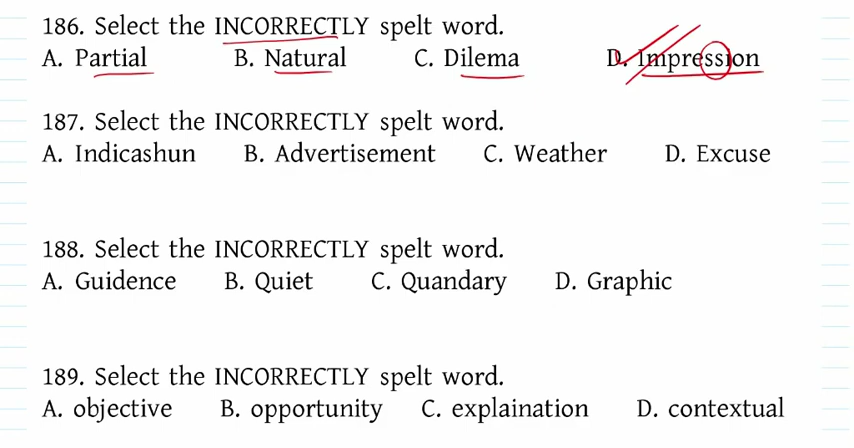 186. Select the INCORRECTLY spelt word.
A. Partial B. Natural C. Dilema D. Impression
187. Select the INCORRECTLY spelt word.
A. Indicashun B. Advertisement C. Weather D. Excuse
188. Select the INCORRECTLY spelt word.
A. Guidence B. Quiet C. Quandary D. Graphic
189. Select the INCORRECTLY spelt word.
A. objective B. opportunity C. explaination D. contextual